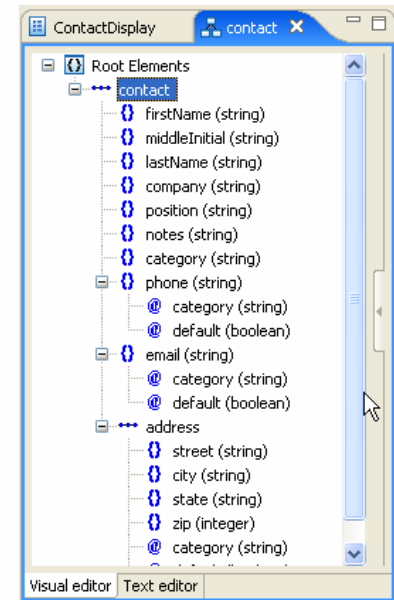 ContactDisplay
contact
Root Elements
contact
firstName (string)
middleInitial (string)
lastName (string)
company (string)
position (string)
notes (string)
category (string)
phone (string)
@ category (string)
@ default (boolean)
email (string)
@ category (string)
@ default (boolean)
address
street (string)
city (string)
state (string)
zip (integer)
@ category (string)
Visual editor
Text editor